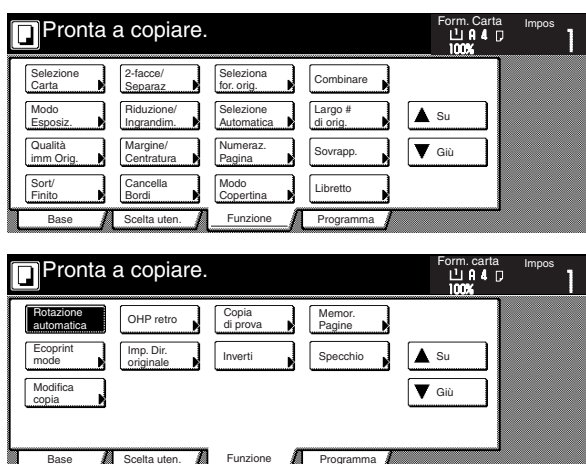 Pronta a copiare.
Form. Carta
A4
100%
Impos
1
Selezione
Carta
2-facce/
Separaz
Seleziona
for. orig.
Combinare
Modo
Esposiz.
Riduzione/
Ingrandim.
Selezione
Automatica
Largo #
di orig.
Su
Qualità
imm Orig.
Margine/
Centratura
Numeraz.
Pagina
Sovrapp.
Giù
Sort/
Finito
Cancella
Bordi
Modo
Copertina
Libretto
Base
Scelta uten.
Funzione
Programma
Pronta a copiare.
Form. carta
A4
100%
Impos
1
Rotazione
automatica
OHP retro
Copia
di prova
Memor.
Pagine
Ecoprint
mode
Imp. Dir.
originale
Inverti
Specchio
Su
Modifica
copia
Giù
Base
Scelta uten.
Funzione
Programma